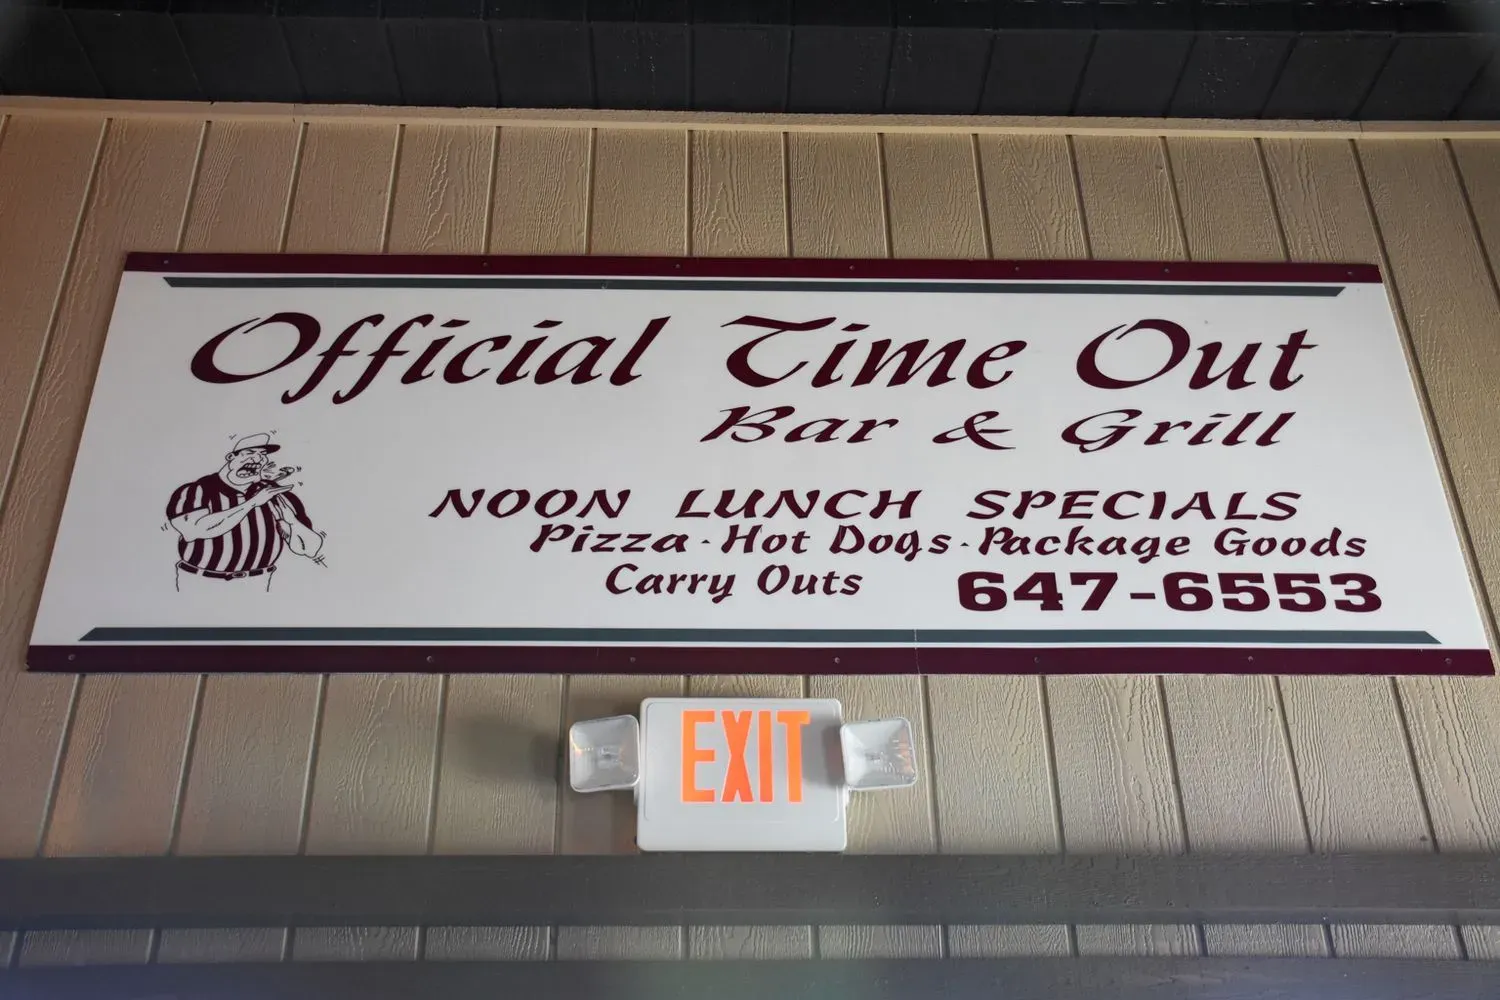 Official Time Out
Bar & Grill
NOON LUNCH SPECIALS
Pizza · Hot Dogs · Package Goods
Carry Outs 647-6553
EXIT